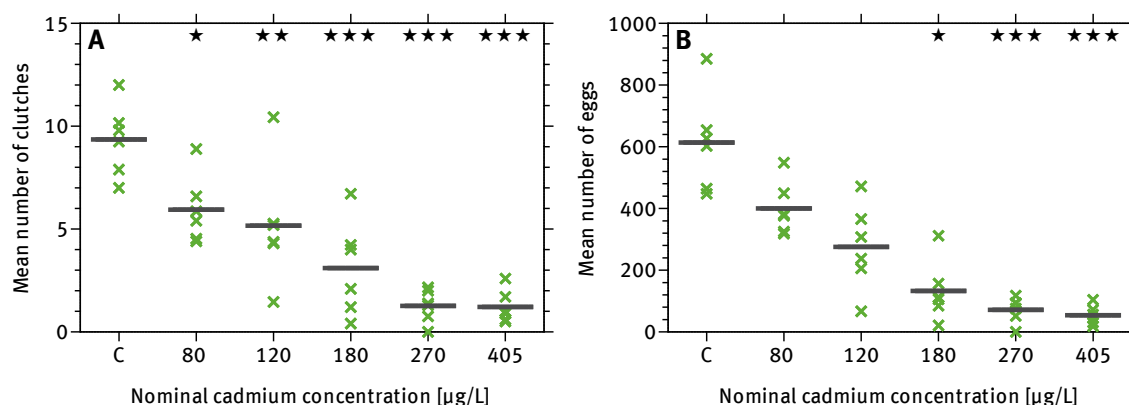 A
★ ★★ ★★★ ★★★ ★★★
15
10
5
0
Mean number of clutches
C 80 120 180 270 405
Nominal cadmium concentration [µg/L]
B
★ ★★★ ★★★
1000
800
600
400
200
0
Mean number of eggs
C 80 120 180 270 405
Nominal cadmium concentration [µg/L]